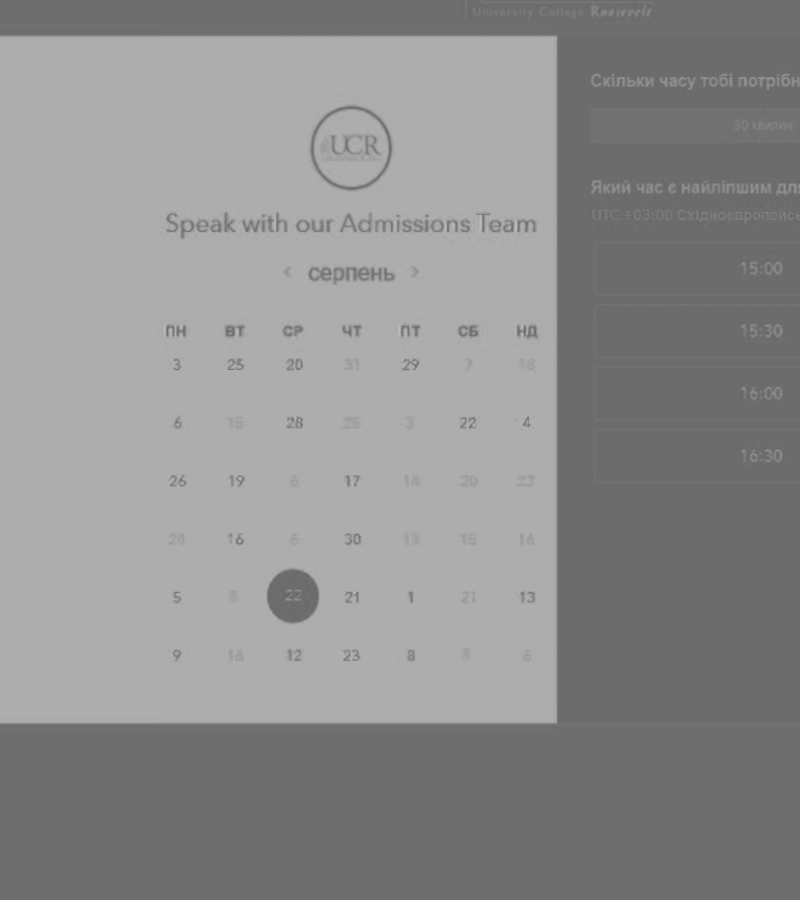 University College Roosevelt
UCR
Speak with our Admissions Team
< серпень >
ПН ВТ СР ЧТ ПТ СБ НД
3 25 20 31 29 7 18
6 15 28 25 3 22 4
26 19 6 17 14 20 22
24 16 6 30 13 15 16
5 8 22 21 1 21 13
9 16 12 23 8 8 6
Скільки часу тобі потрібн
30 хвилин
Який час є найліпшим для
UTC +03:00 Східноєвропейськ
15:00
15:30
16:00
16:30